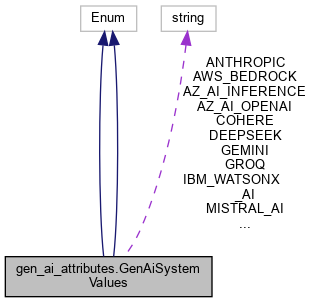 Enum
string
ANTHROPIC
AWS_BEDROCK
AZ_AI_INFERENCE
AZ_AI_OPENAI
COHERE
DEEPSEEK
GEMINI
GROQ
IBM_WATSONX
_AI
MISTRAL_AI
...
gen_ai_attributes.GenAiSystem
Values